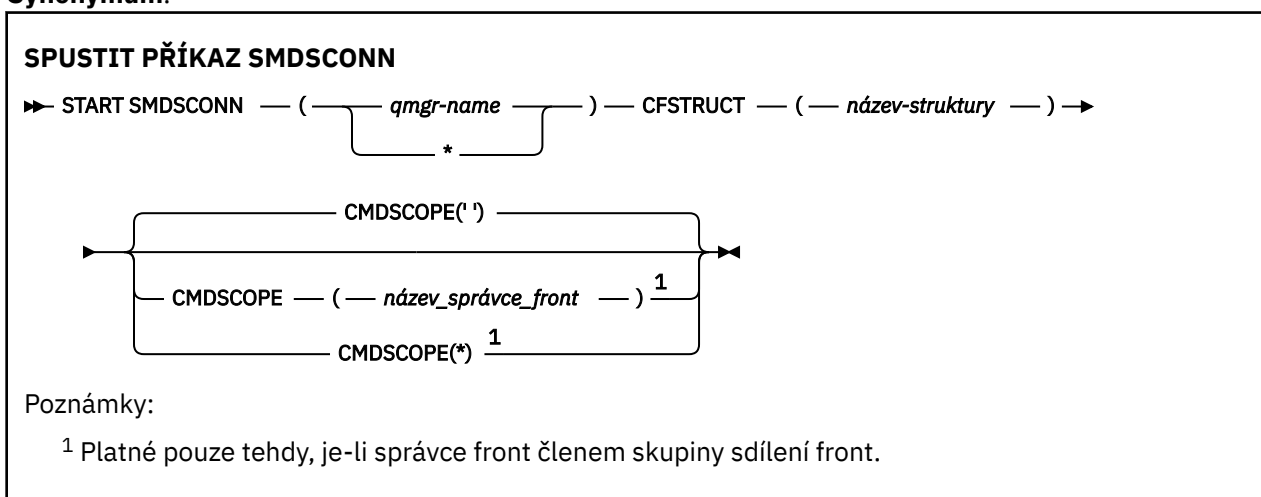 SPUSTIT PŘÍKAZ SMDSCONN
START SMDSCONN ( qmgr-name ) CFSTRUCT ( název-struktury )
*
CMDSCOPE(' ')
CMDSCOPE ( název_správce_front ) 1
CMDSCOPE(*) 1
Poznámky:
1 Platné pouze tehdy, je-li správce front členem skupiny sdílení front.